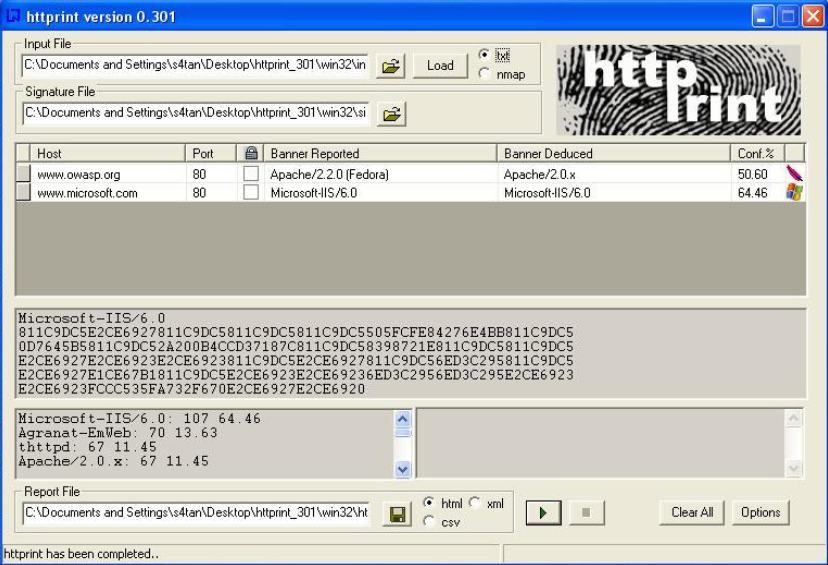 httprint version 0.301
Input File
C:\Documents and Settings\s4tan\Desktop\httprint_301\win32\in
Load
txt
nmap
http
print
Signature File
C:\Documents and Settings\s4tan\Desktop\httprint_301\win32\si
Host Port Banner Reported Banner Deduced Conf.%
www.owasp.org 80 Apache/2.2.0 (Fedora) Apache/2.0.x 50.60
www.microsoft.com 80 Microsoft-IIS/6.0 Microsoft-IIS/6.0 64.46
Microsoft-IIS/6.0
811C9DC5E2CE6927811C9DC5811C9DC5811C9DC5505FCFE84276E4BB811C9DC5
0D7645B5811C9DC52A200B4CCD37187C811C9DC58398721E811C9DC5811C9DC5
E2CE6927E2CE6923E2CE6923811C9DC5E2CE6927811C9DC56ED3C295811C9DC5
E2CE6927E1CE67B1811C9DC5E2CE6923E2CE69236ED3C2956ED3C295E2CE6923
E2CE6923FCCC535FA732F670E2CE6927E2CE6920
Microsoft-IIS/6.0: 107 64.46
Agranat-EmWeb: 70 13.63
thttpd: 67 11.45
Apache/2.0.x: 67 11.45
Report File
C:\Documents and Settings\s4tan\Desktop\httprint_301\win32\ht
html xml
csv
Clear All
Options
httprint has been completed..